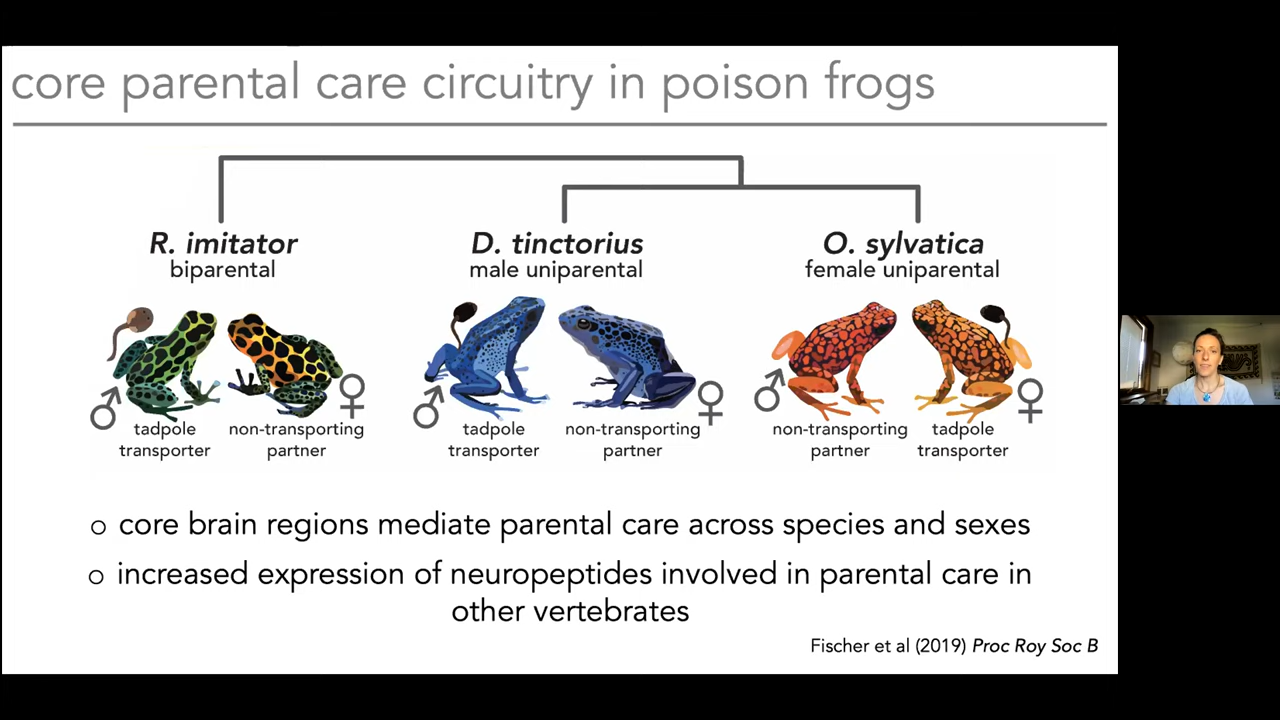 core parental care circuitry in poison frogs
R. imitator
biparental
D. tinctorius
male uniparental
O. sylvatica
female uniparental
♂
♀
♂
♀
♂
♀
tadpole
transporter
non-transporting
partner
tadpole
transporter
non-transporting
partner
non-transporting
partner
tadpole
transporter
o core brain regions mediate parental care across species and sexes
o increased expression of neuropeptides involved in parental care in
other vertebrates
Fischer et al (2019) Proc Roy Soc B